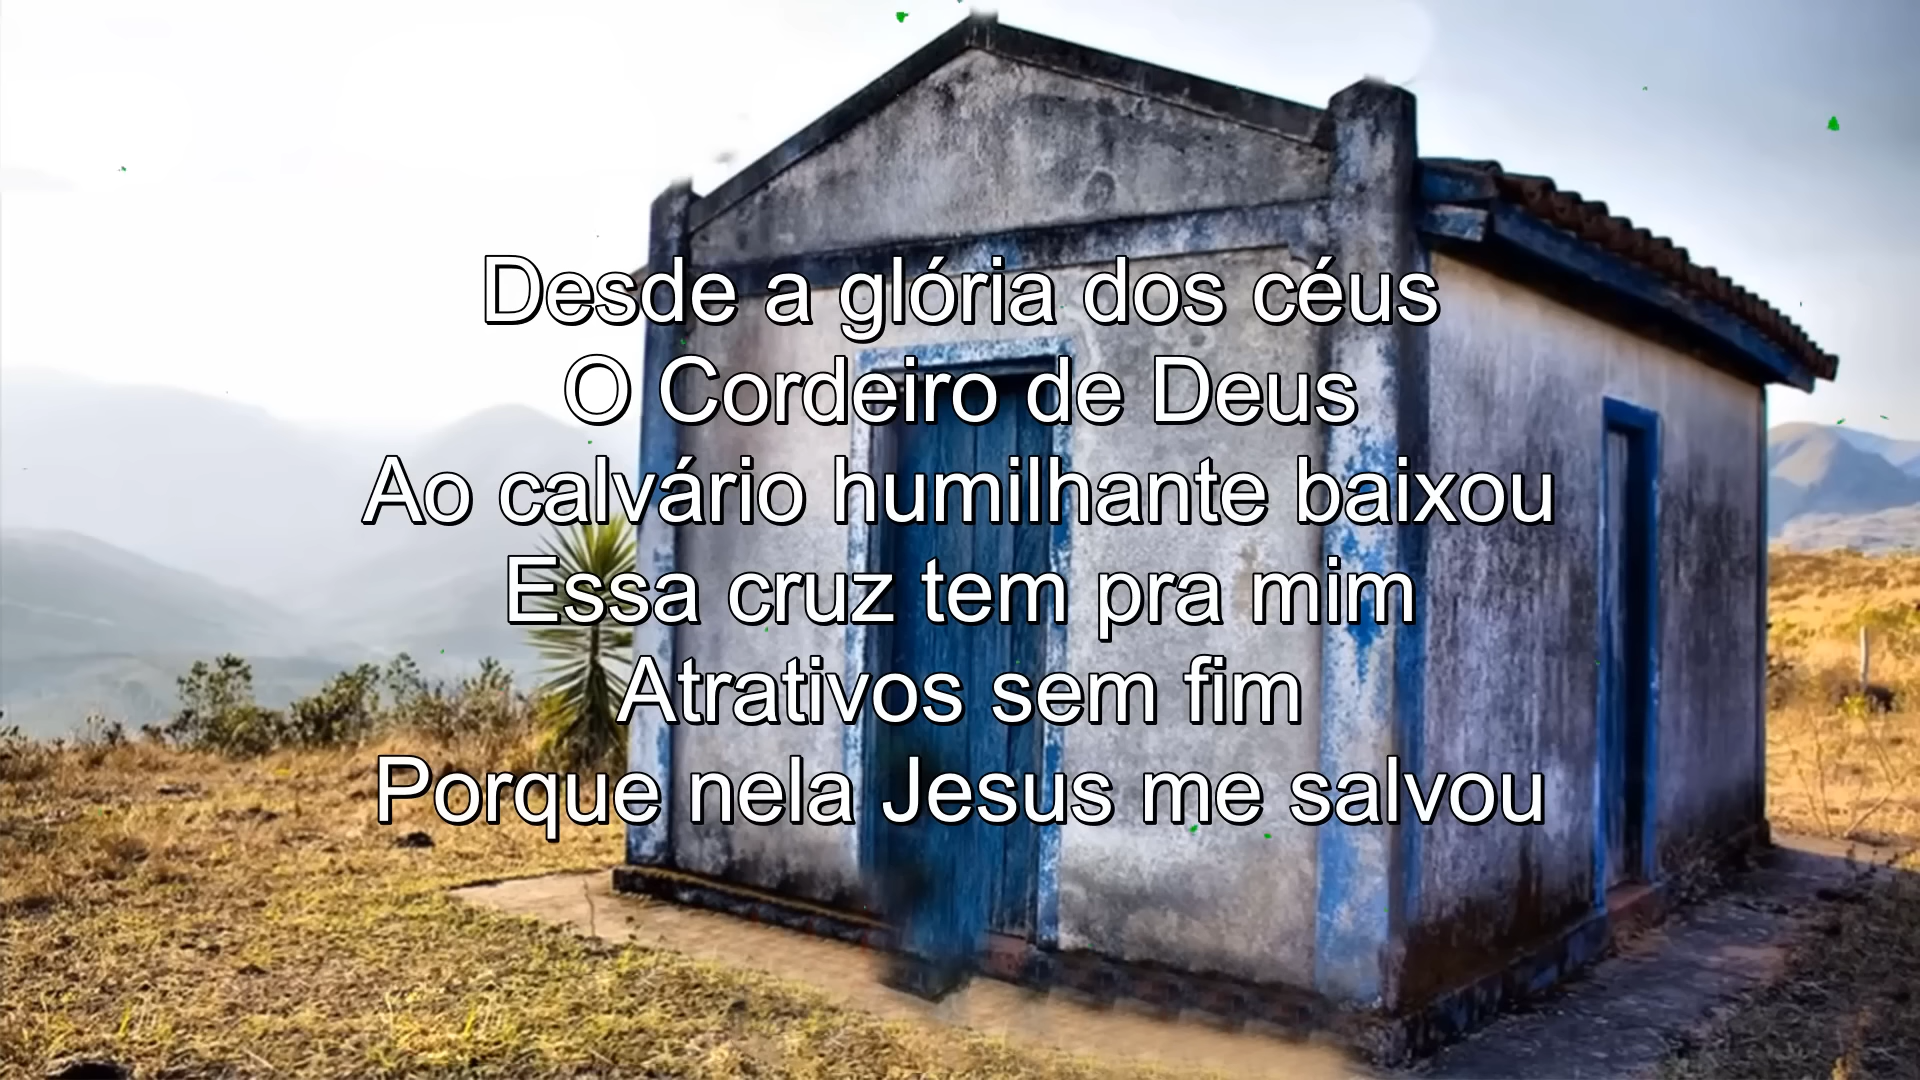 Desde a glória dos céus
O Cordeiro de Deus
Ao calvário humilhante baixou
Essa cruz tem pra mim
Atrativos sem fim
Porque nela Jesus me salvou